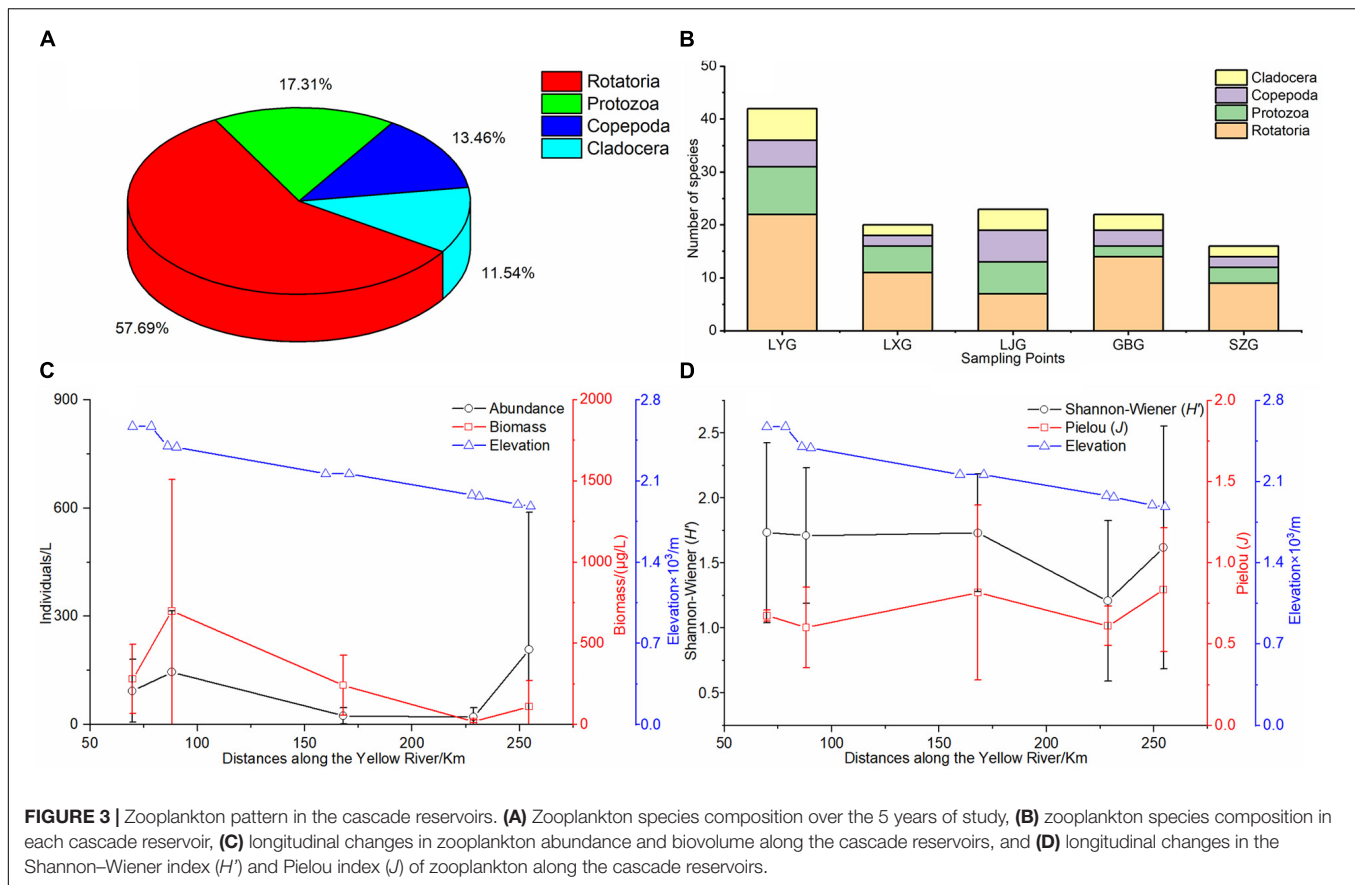 A
17.31%
13.46%
11.54%
57.69%
Rotatoria
Protozoa
Copepoda
Cladocera
B
50
40
30
20
10
0
Number of species
Cladocera
Copepoda
Protozoa
Rotatoria
LYG
LXG
LJG
GBG
SZG
Sampling Points
C
900
600
300
0
Individuals/L
Abundance
Biomass
Elevation
2000
1500
1000
500
0
Biomass/(μg/L)
2.8
2.1
1.4
0.7
0.0
Elevation×10³/m
50
100
150
200
250
Distances along the Yellow River/Km
D
2.5
2.0
1.5
1.0
0.5
Shannon-Wiener (H')
Shannon-Wiener (H')
Pielou (J)
Elevation
2.0
1.5
1.0
0.5
0.0
Pielou (J)
2.8
2.1
1.4
0.7
0.0
Elevation×10³/m
50
100
150
200
250
Distances along the Yellow River/Km
FIGURE 3 | Zooplankton pattern in the cascade reservoirs. (A) Zooplankton species composition over the 5 years of study, (B) zooplankton species composition in
each cascade reservoir, (C) longitudinal changes in zooplankton abundance and biovolume along the cascade reservoirs, and (D) longitudinal changes in the
Shannon–Wiener index (H') and Pielou index (J) of zooplankton along the cascade reservoirs.